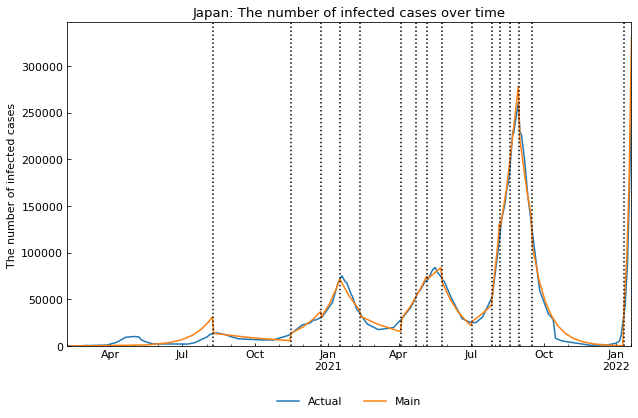 Japan: The number of infected cases over time
The number of infected cases
300000
250000
200000
150000
100000
50000
0
Apr Jul Oct Jan Apr Jul Oct Jan
2021 2022
Actual Main